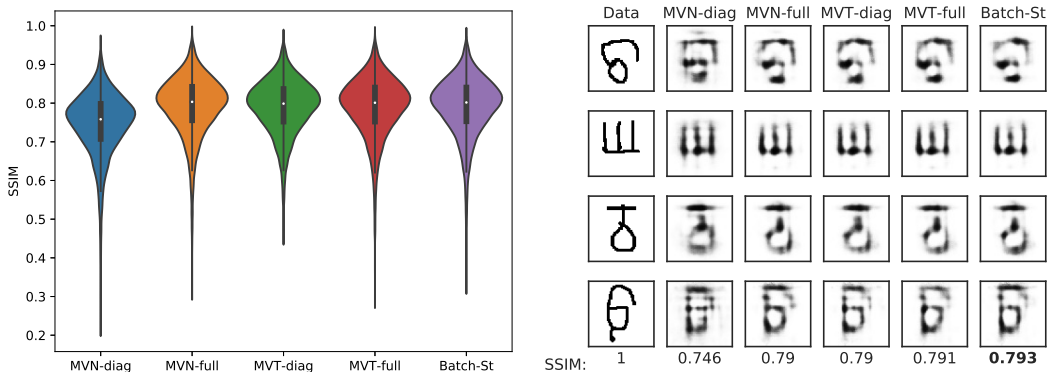 1.0
0.9
0.8
0.7
0.6
0.5
0.4
0.3
0.2
SSIM
MVN-diag MVN-full MVT-diag MVT-full Batch-St
Data MVN-diag MVN-full MVT-diag MVT-full Batch-St
SSIM: 1 0.746 0.79 0.79 0.791 0.793